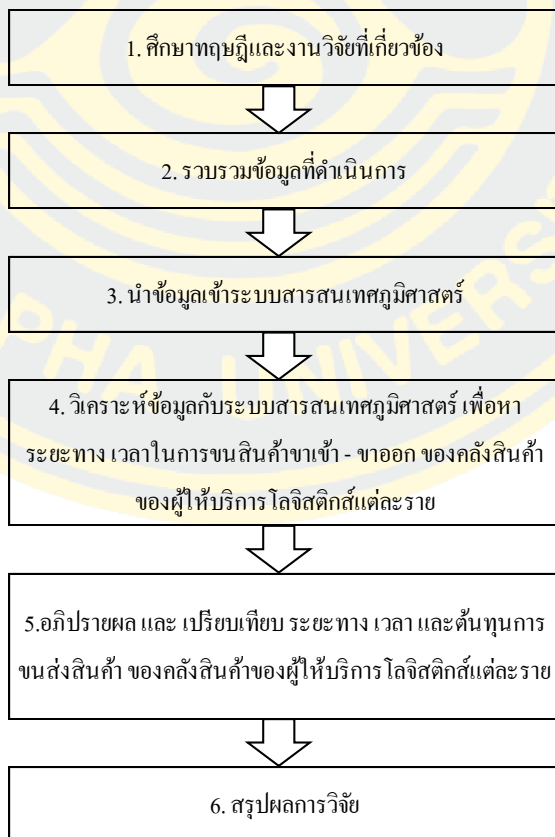 1. ศึกษาทฤษฎีและงานวิจัยที่เกี่ยวข้อง
2. รวบรวมข้อมูลที่ดำเนินการ
3. นำข้อมูลเข้าระบบสารสนเทศภูมิศาสตร์
PHA UNIVERS
4. วิเคราะห์ข้อมูลกับระบบสารสนเทศภูมิศาสตร์ เพื่อหา
ระยะทาง เวลาในการขนสินค้าขาเข้า - ขาออก ของคลังสินค้า
ของผู้ให้บริการโลจิสติกส์แต่ละราย
5.อภิปรายผล และ เปรียบเทียบ ระยะทาง เวลา และต้นทุนการ
ขนส่งสินค้า ของคลังสินค้าของผู้ให้บริการโลจิสติกส์แต่ละราย
6. สรุปผลการวิจัย